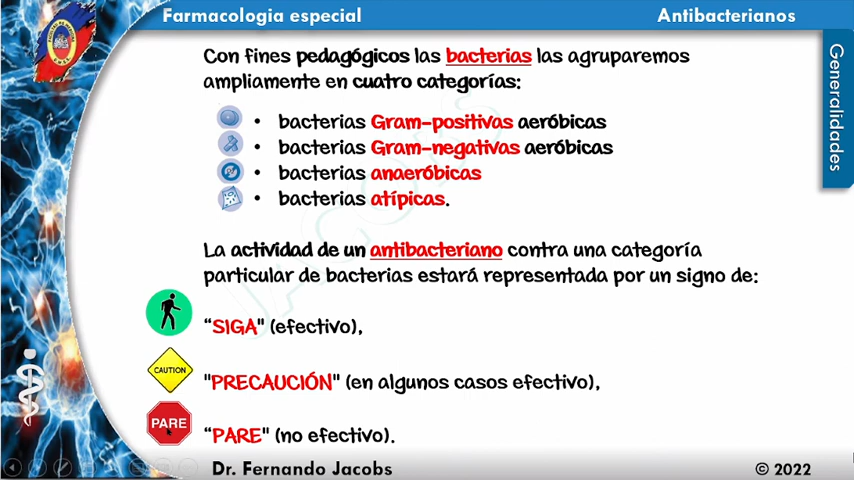 Farmacologia especial
Antibacterianos
Generalidades
Con fines pedagógicos las bacterias las agruparemos
ampliamente en cuatro categorías:
• bacterias Gram-positivas aeróbicas
• bacterias Gram-negativas aeróbicas
• bacterias anaeróbicas
• bacterias atípicas.
La actividad de un antibacteriano contra una categoría
particular de bacterias estará representada por un signo de:
"SIGA" (efectivo),
CAUTION
"PRECAUCIÓN" (en algunos casos efectivo),
PARE
"PARE" (no efectivo).
Dr. Fernando Jacobs
© 2022
JACOBS